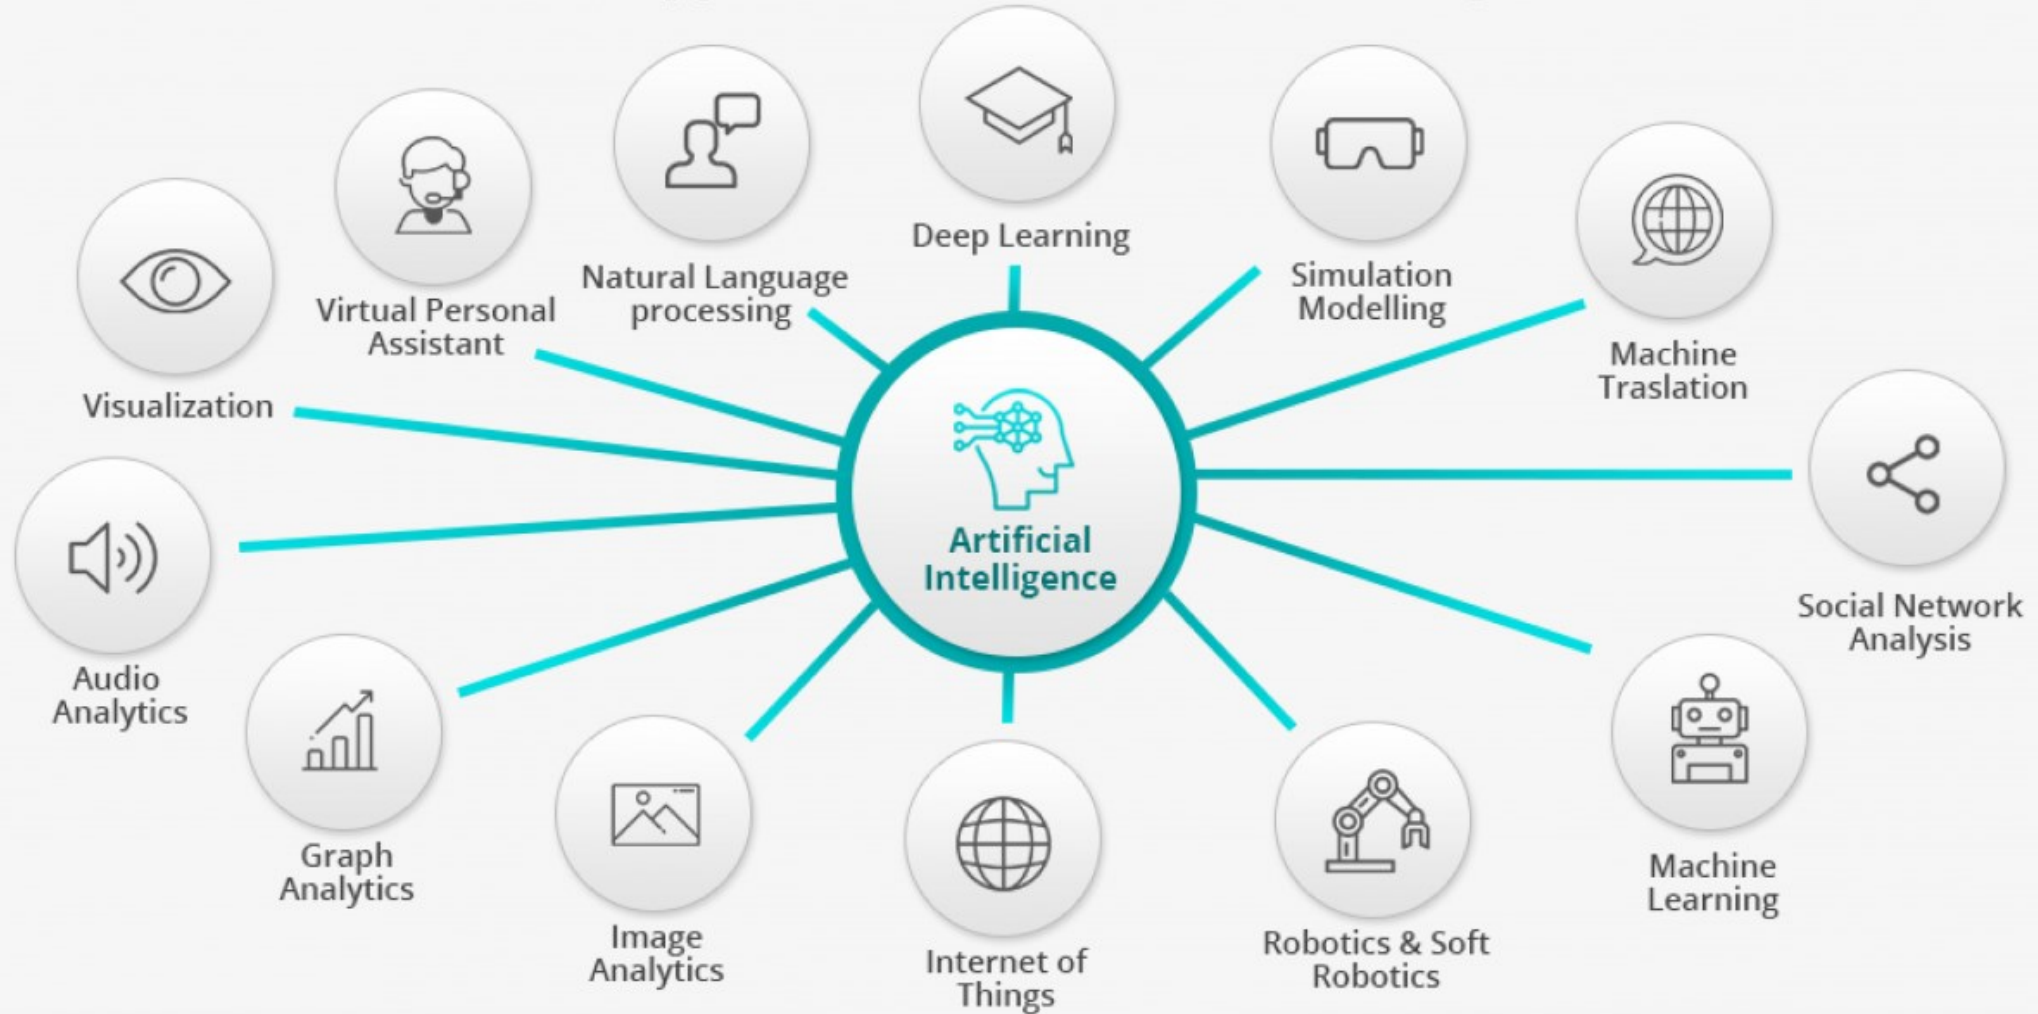 Deep Learning
Natural Language
processing
Simulation
Modelling
Virtual Personal
Assistant
Machine
Traslation
Visualization
Artificial
Intelligence
Social Network
Analysis
Audio
Analytics
Graph
Analytics
Machine
Learning
Image
Analytics
Internet of
Things
Robotics & Soft
Robotics